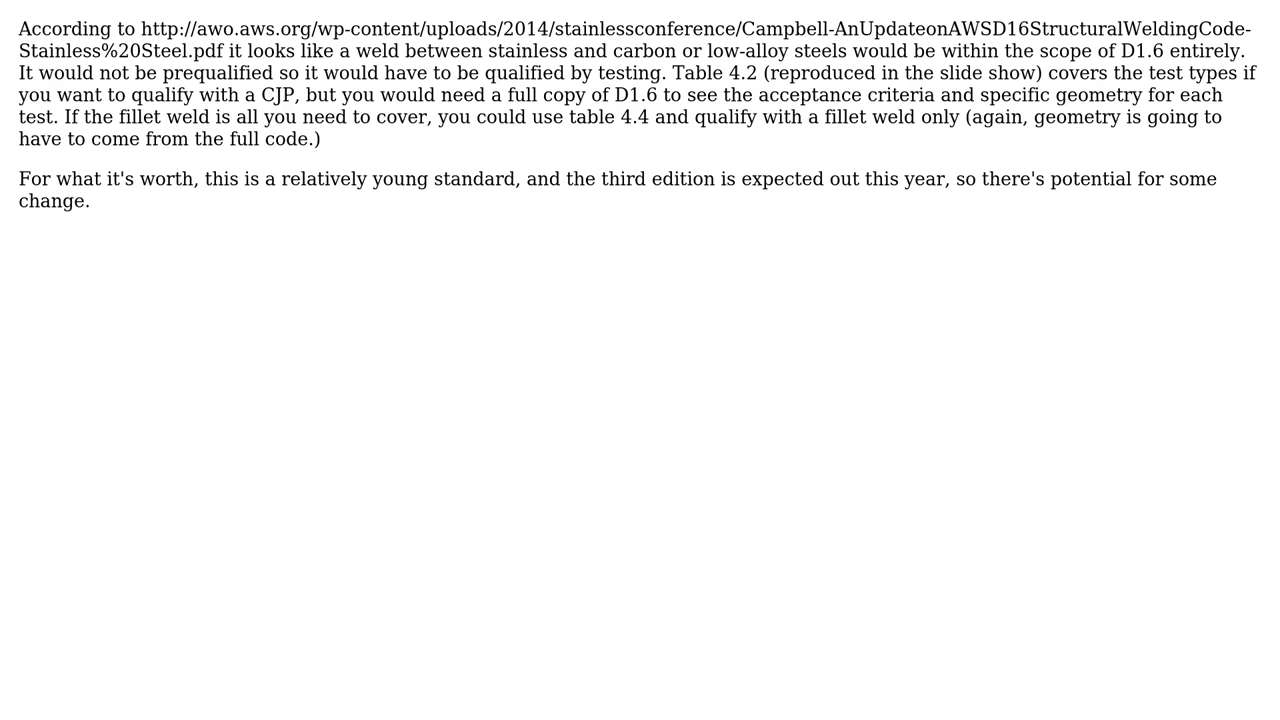 According to http://awo.aws.org/wp-content/uploads/2014/stainlessconference/Campbell-AnUpdateonAWSD16StructuralWeldingCode-
Stainless%20Steel.pdf it looks like a weld between stainless and carbon or low-alloy steels would be within the scope of D1.6 entirely.
It would not be prequalified so it would have to be qualified by testing. Table 4.2 (reproduced in the slide show) covers the test types if
you want to qualify with a CJP, but you would need a full copy of D1.6 to see the acceptance criteria and specific geometry for each
test. If the fillet weld is all you need to cover, you could use table 4.4 and qualify with a fillet weld only (again, geometry is going to
have to come from the full code.)
For what it's worth, this is a relatively young standard, and the third edition is expected out this year, so there's potential for some
change.